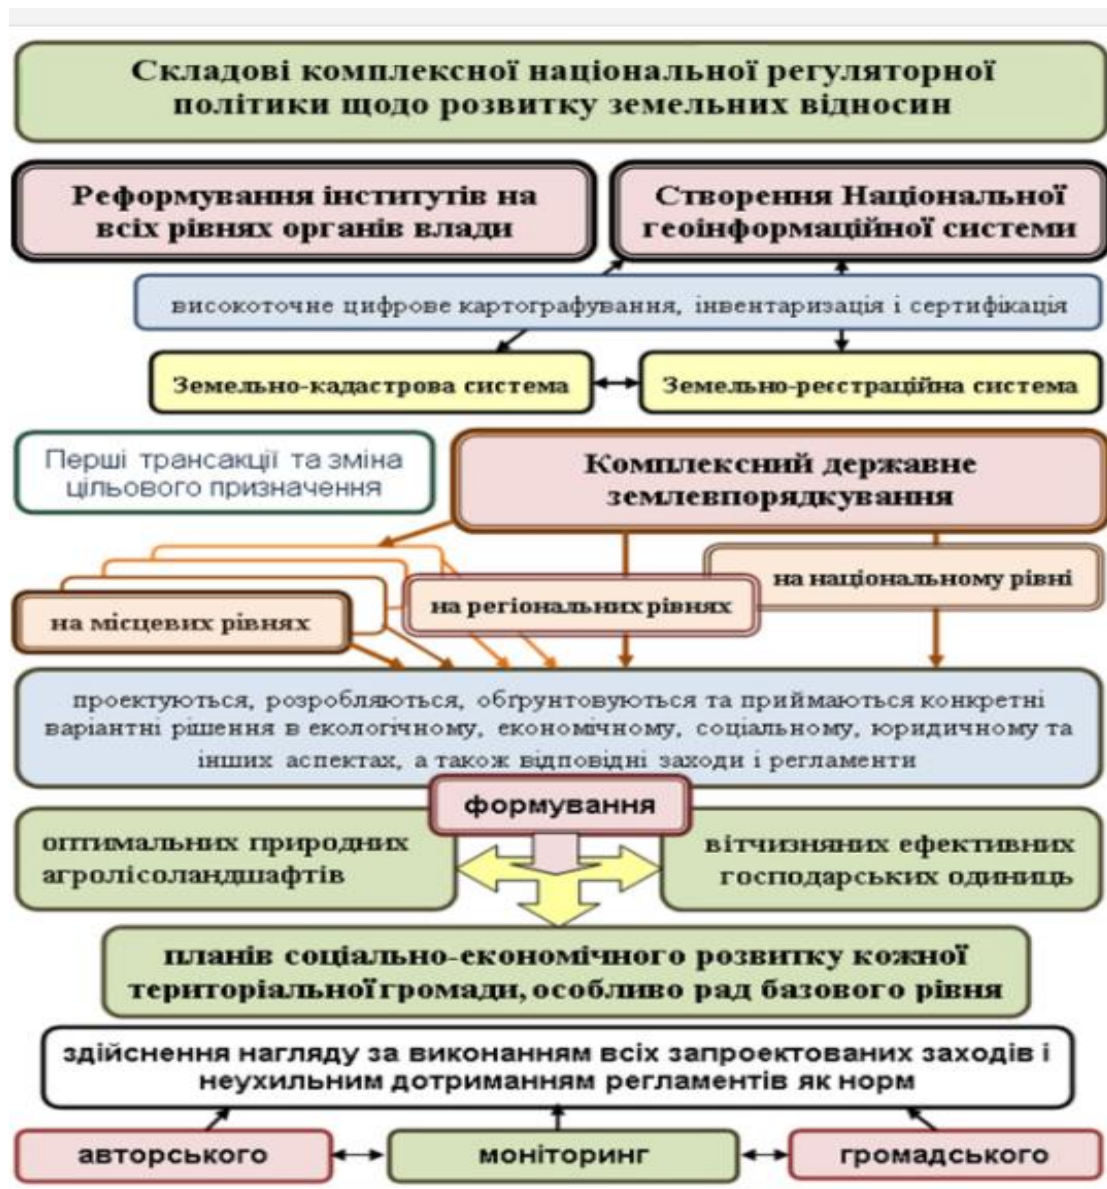 Складові комплексної національної регуляторної
політики щодо розвитку земельних відносин
Реформування інститутів на
всіх рівнях органів влади
Створення Національної
геоінформаційної системи
високоточне цифрове картографування, інвентаризація і сертифікація
Земельно-кадастрова система
Земельно-реєстраційна система
Перші трансакції та зміна
цільового призначення
Комплексний державне
землевпорядкування
на місцевих рівнях
на регіональних рівнях
на національному рівні
проектуються, розробляються, обґрунтовуються та приймаються конкретні
варіантні рішення в екологічному, економічному, соціальному, юридичному та
інших аспектах, а також відповідні заходи і регламенти
формування
оптимальних природних
агролісоландшафтів
вітчизняних ефективних
господарських одиниць
планів соціально-економічного розвитку кожної
територіальної громади, особливо рад базового рівня
здійснення нагляду за виконанням всіх запроектованих заходів і
неухильним дотриманням регламентів як норм
авторського
моніторинг
громадського